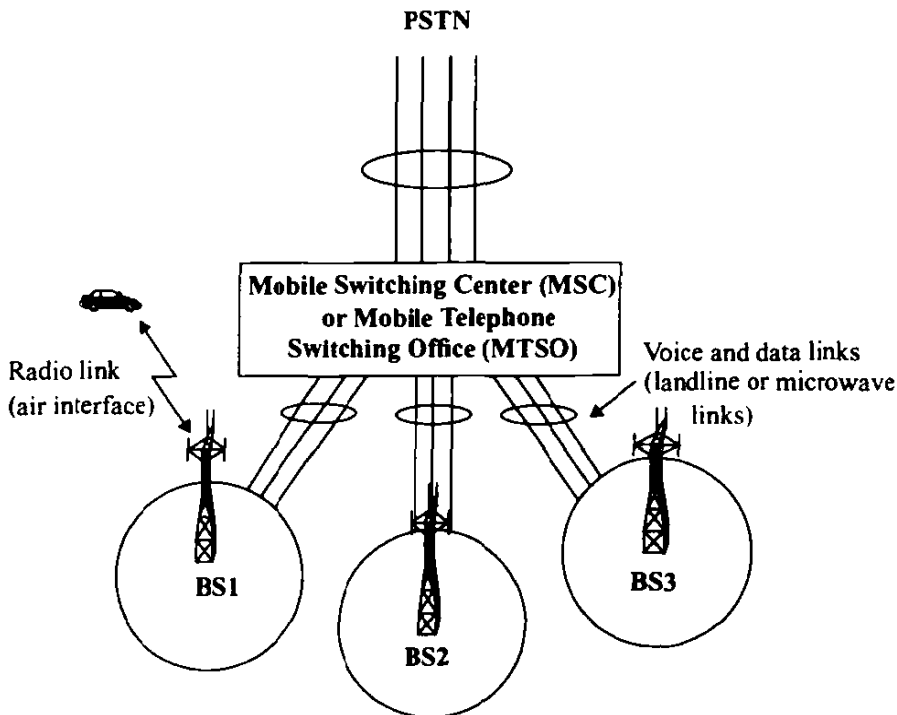 PSTN
Mobile Switching Center (MSC)
or Mobile Telephone
Switching Office (MTSO)
Radio link
(air interface)
Voice and data links
(landline or microwave
links)
BS1
BS2
BS3